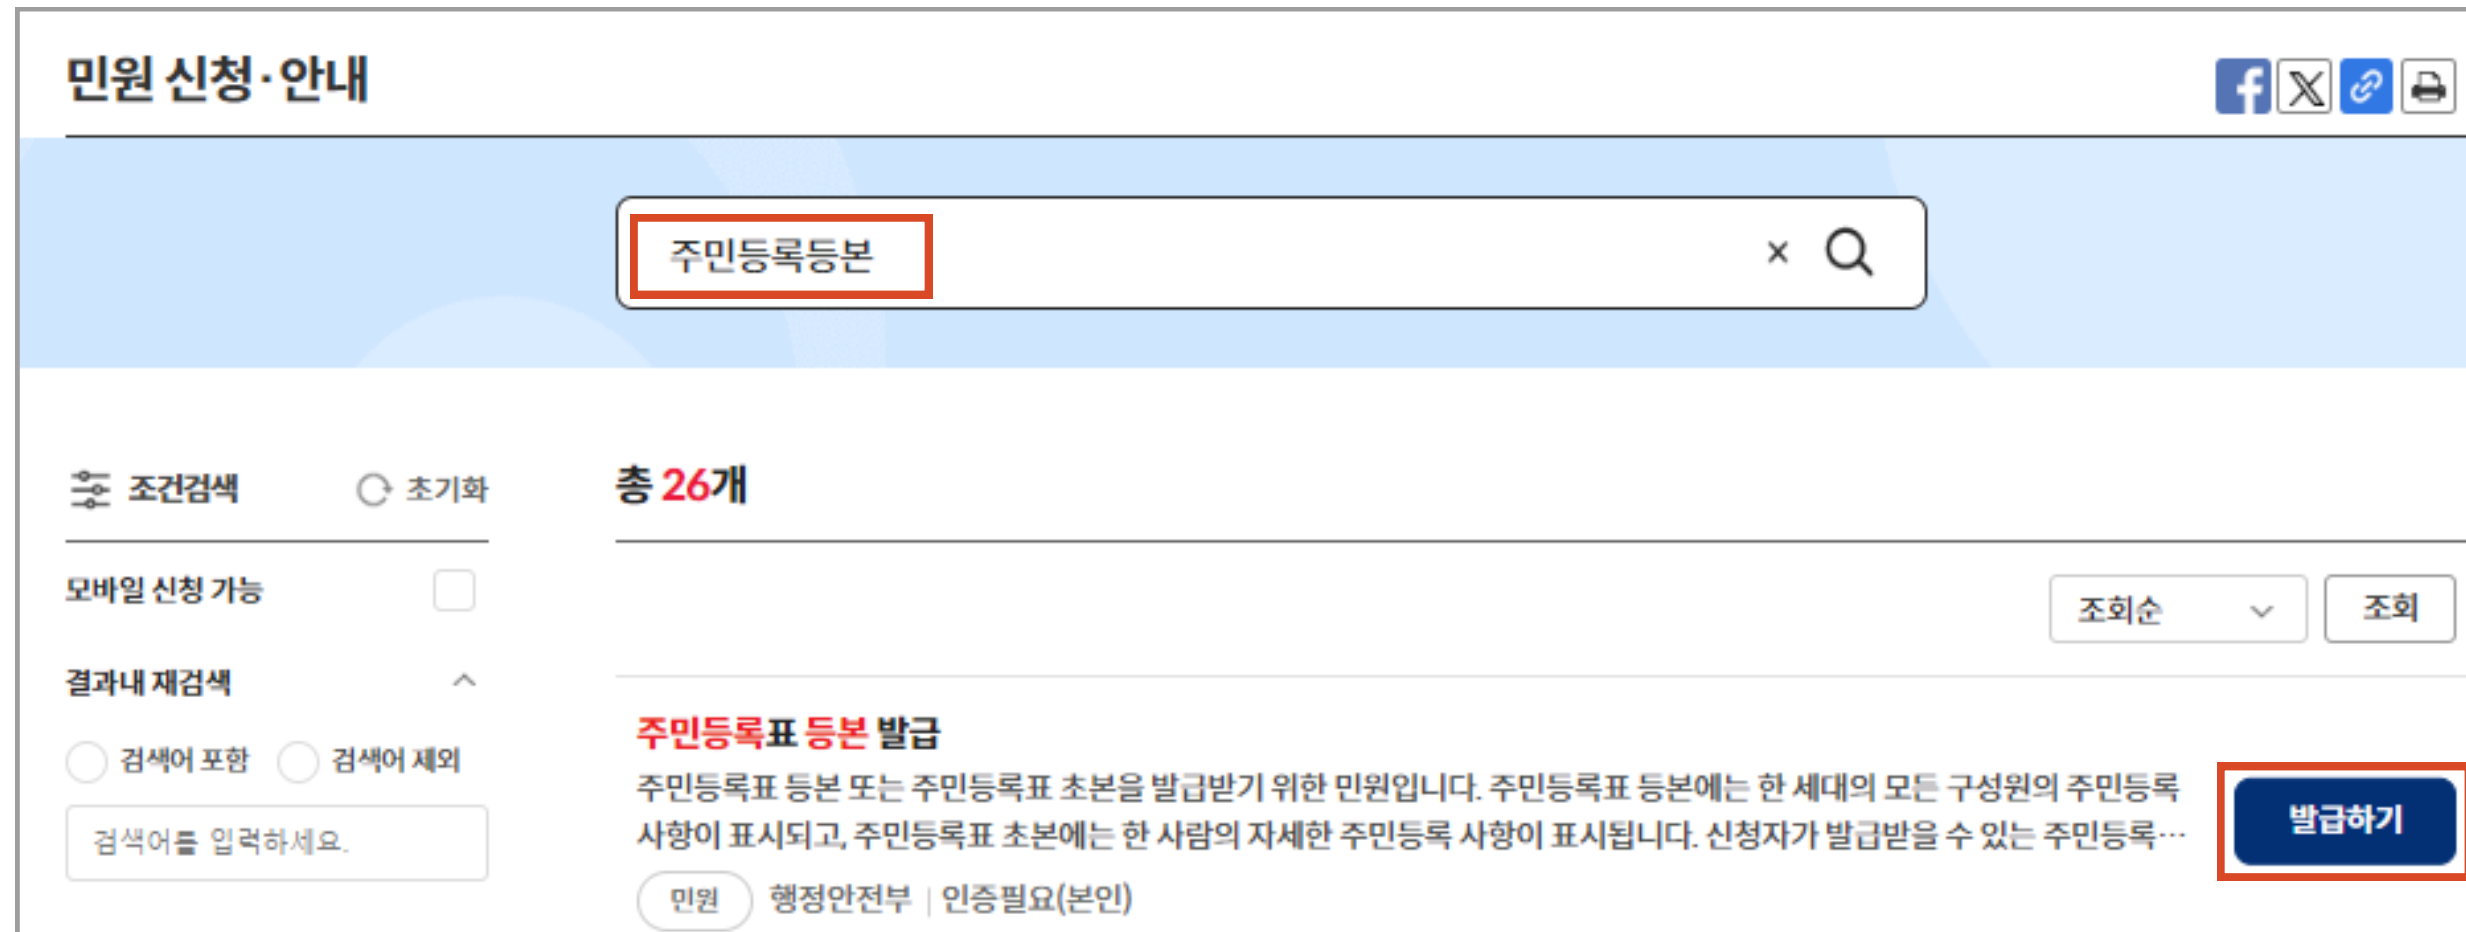 민원 신청·안내
주민등록등본
조건검색 초기화
총 26개
모바일 신청 가능
조회순 조회
결과내 재검색
검색어 포함 검색어 제외
검색어를 입력하세요.
주민등록표 등본 발급
주민등록표 등본 또는 주민등록표 초본을 발급받기 위한 민원입니다. 주민등록표 등본에는 한 세대의 모든 구성원의 주민등록
사항이 표시되고, 주민등록표 초본에는 한 사람의 자세한 주민등록 사항이 표시됩니다. 신청자가 발급받을 수 있는 주민등록…
발급하기
민원 행정안전부 | 인증필요(본인)